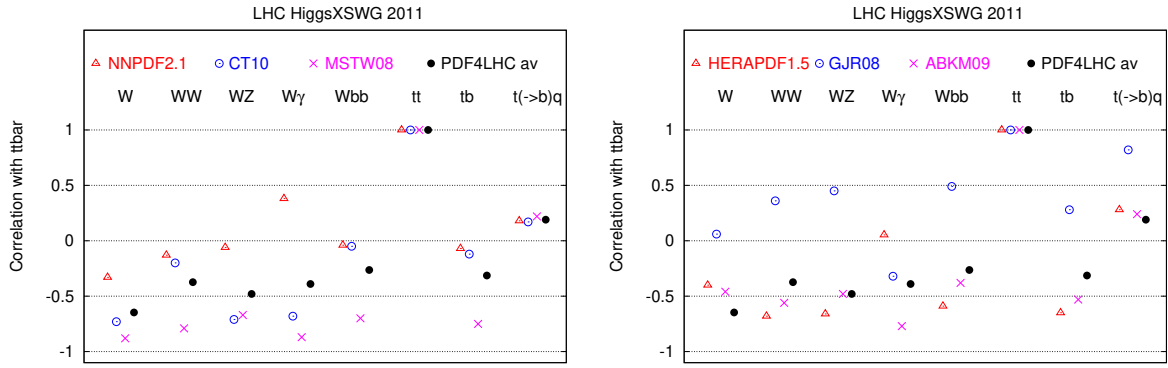 LHC HiggsXSWG 2011
NNPDF2.1 CT10 MSTW08 PDF4LHC av
W WW WZ Wγ Wbb tt tb t(->b)q
1
0.5
0
-0.5
-1
Correlation with ttbar
LHC HiggsXSWG 2011
HERAPDF1.5 GJR08 ABKM09 PDF4LHC av
W WW WZ Wγ Wbb tt tb t(->b)q
1
0.5
0
-0.5
-1
Correlation with ttbar